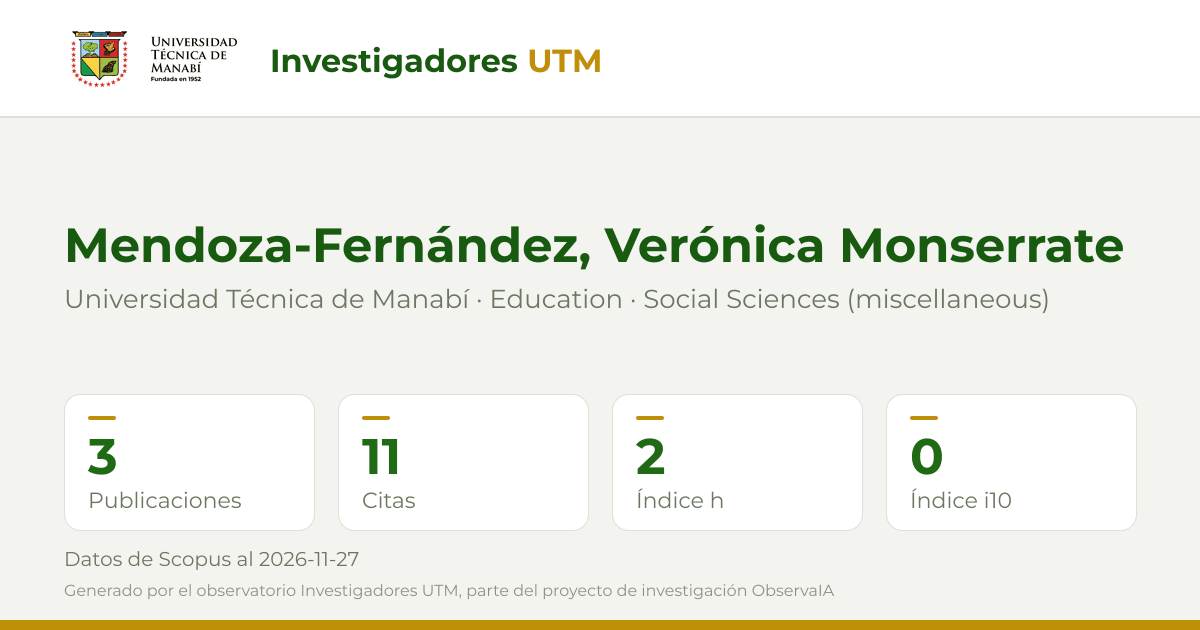 UNIVERSIDAD
TÉCNICA DE
MANABÍ
Fundada en 1952
Investigadores UTM
Mendoza-Fernández, Verónica Monserrate
Universidad Técnica de Manabí · Education · Social Sciences (miscellaneous)
3
Publicaciones
11
Citas
2
Índice h
0
Índice i10
Datos de Scopus al 2026-11-27
Generado por el observatorio Investigadores UTM, parte del proyecto de investigación ObservaIA